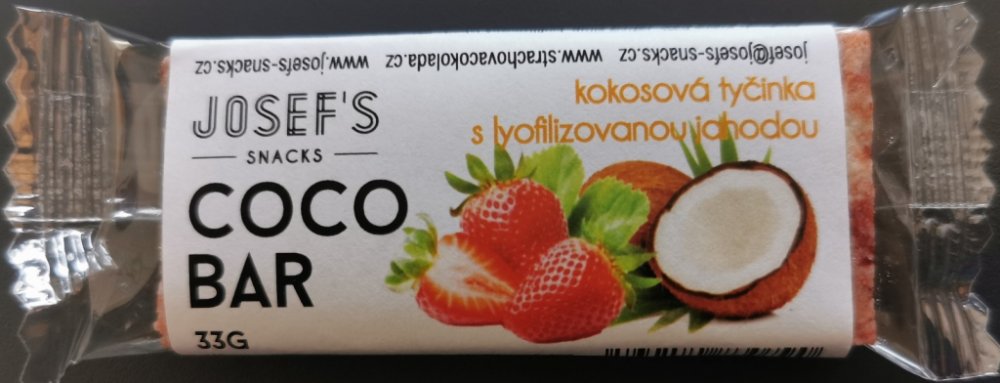 josef@josefs-snacks.cz www.strachovacokolada.cz www.josefs-snacks.cz
kokosová tyčinka
s lyofilizovanou jahodou
JOSEF'S
SNACKS
COCO
BAR
33G